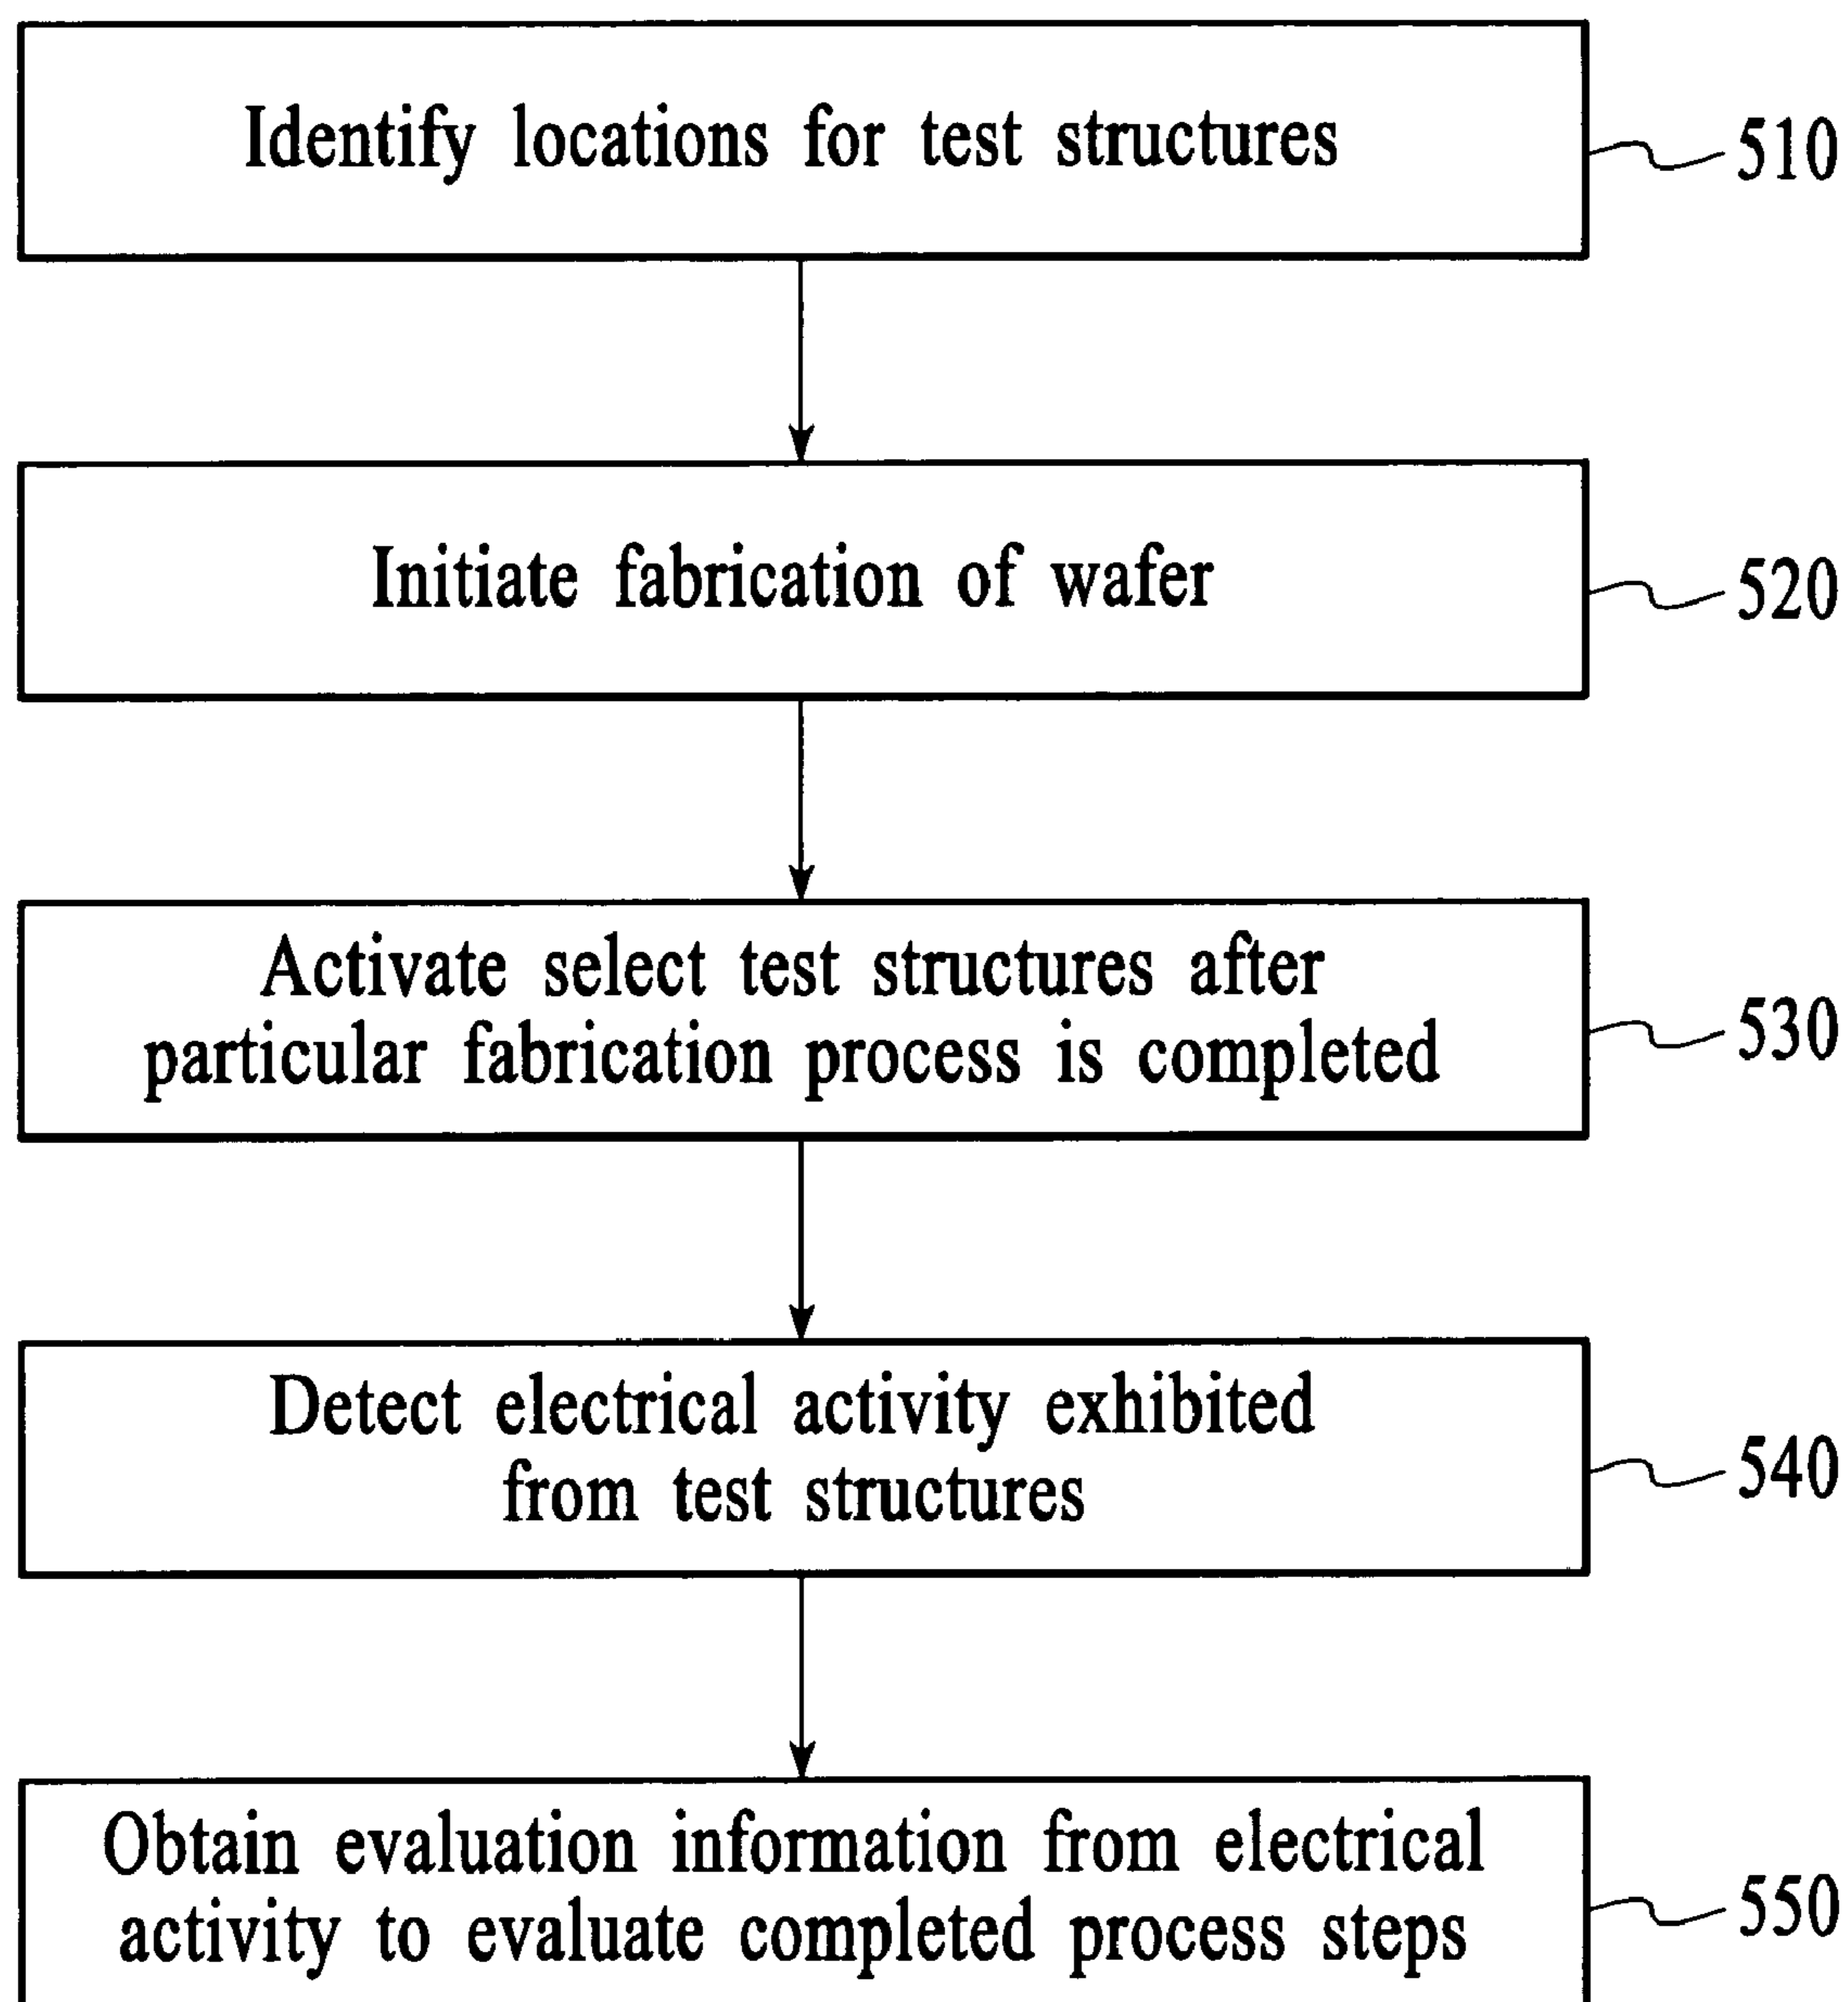 Identify locations for test structures
510
Initiate fabrication of wafer
520
Activate select test structures after
particular fabrication process is completed
530
Detect electrical activity exhibited
from test structures
540
Obtain evaluation information from electrical
activity to evaluate completed process steps
550